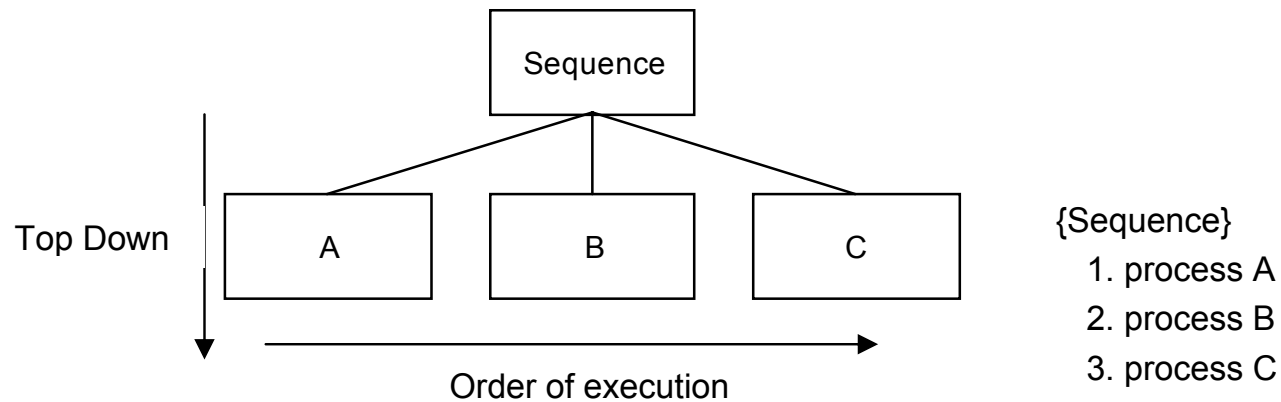 Sequence
Top Down
A
B
C
Order of execution
{Sequence}
1. process A
2. process B
3. process C